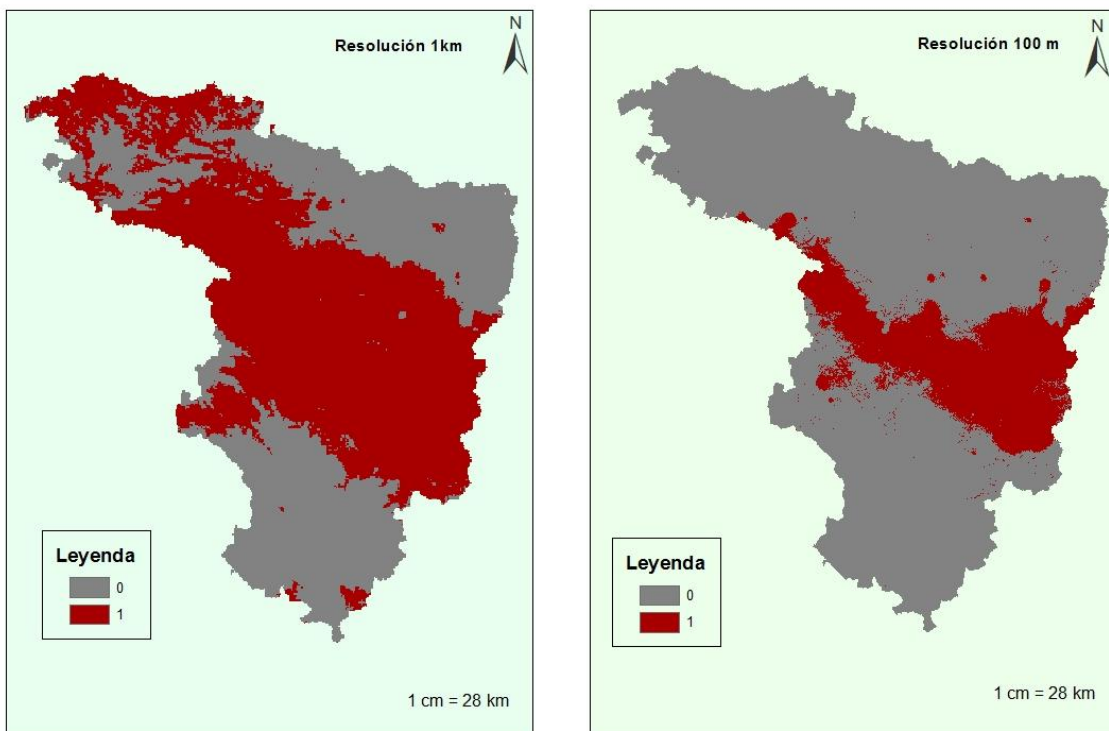 N
Resolución 1km
Leyenda
0
1
1 cm = 28 km
N
Resolución 100 m
Leyenda
0
1
1 cm = 28 km